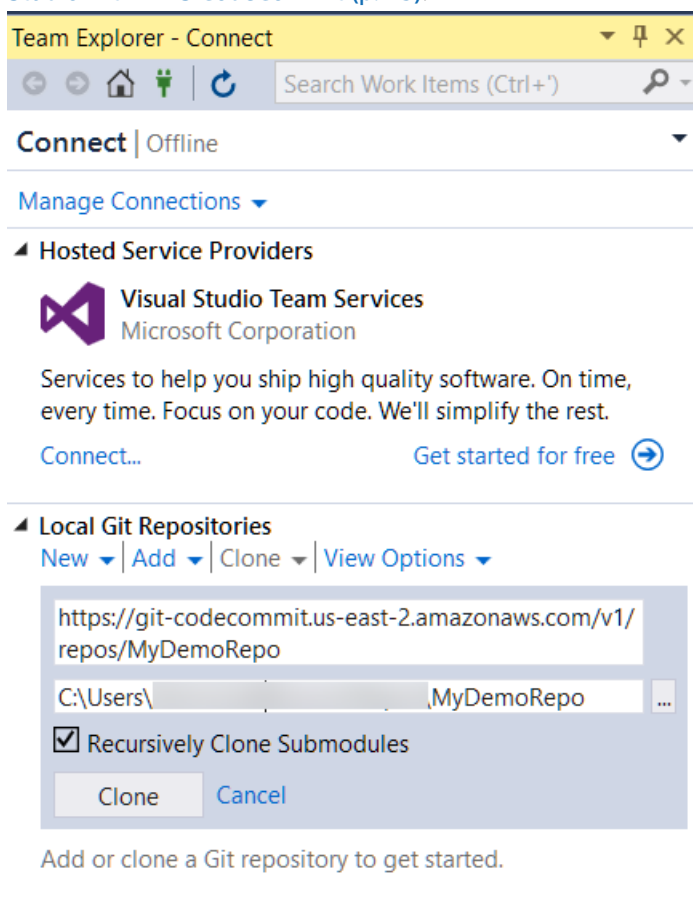 Team Explorer - Connect
Search Work Items (Ctrl+')
Connect | Offline
Manage Connections
Hosted Service Providers
Visual Studio Team Services
Microsoft Corporation
Services to help you ship high quality software. On time,
every time. Focus on your code. We'll simplify the rest.
Connect... Get started for free
Local Git Repositories
New | Add | Clone | View Options
https://git-codecommit.us-east-2.amazonaws.com/v1/
repos/MyDemoRepo
C:\Users\ \MyDemoRepo ...
Recursively Clone Submodules
Clone Cancel
Add or clone a Git repository to get started.